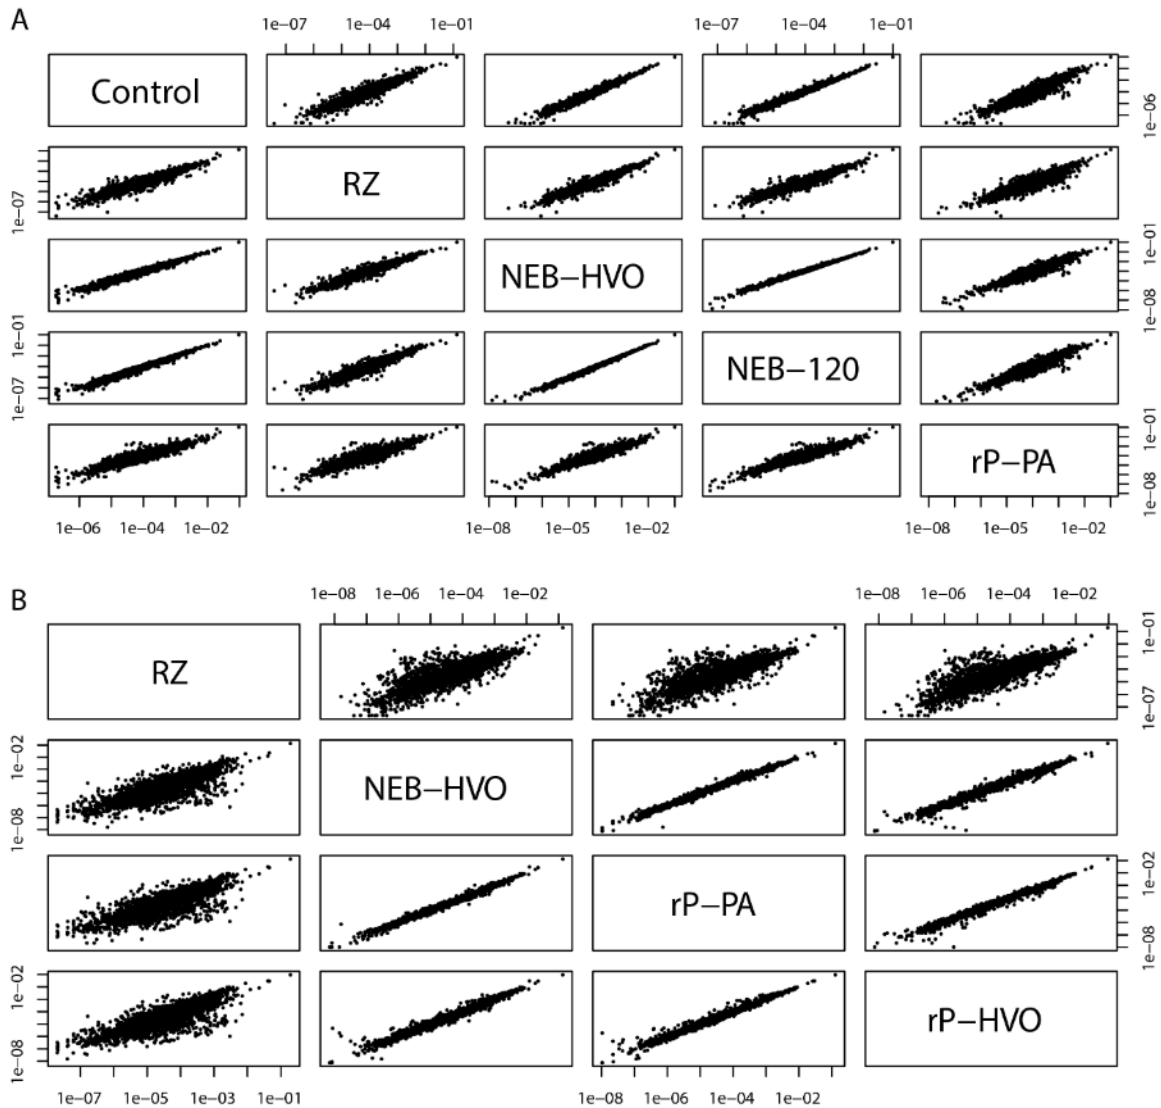 A
1e−07 1e−04 1e−01 1e−07 1e−04 1e−01
Control
1e−06
RZ
1e−07
NEB−HVO
1e−01
1e−08
NEB−120
1e−01
1e−07
rP−PA
1e−01
1e−08
1e−06 1e−04 1e−02 1e−08 1e−05 1e−02 1e−08 1e−05 1e−02
B
1e−08 1e−06 1e−04 1e−02 1e−08 1e−06 1e−04 1e−02
RZ
1e−01
1e−07
NEB−HVO
1e−02
1e−08
rP−PA
1e−02
1e−08
rP−HVO
1e−02
1e−08
1e−07 1e−05 1e−03 1e−01 1e−08 1e−06 1e−04 1e−02